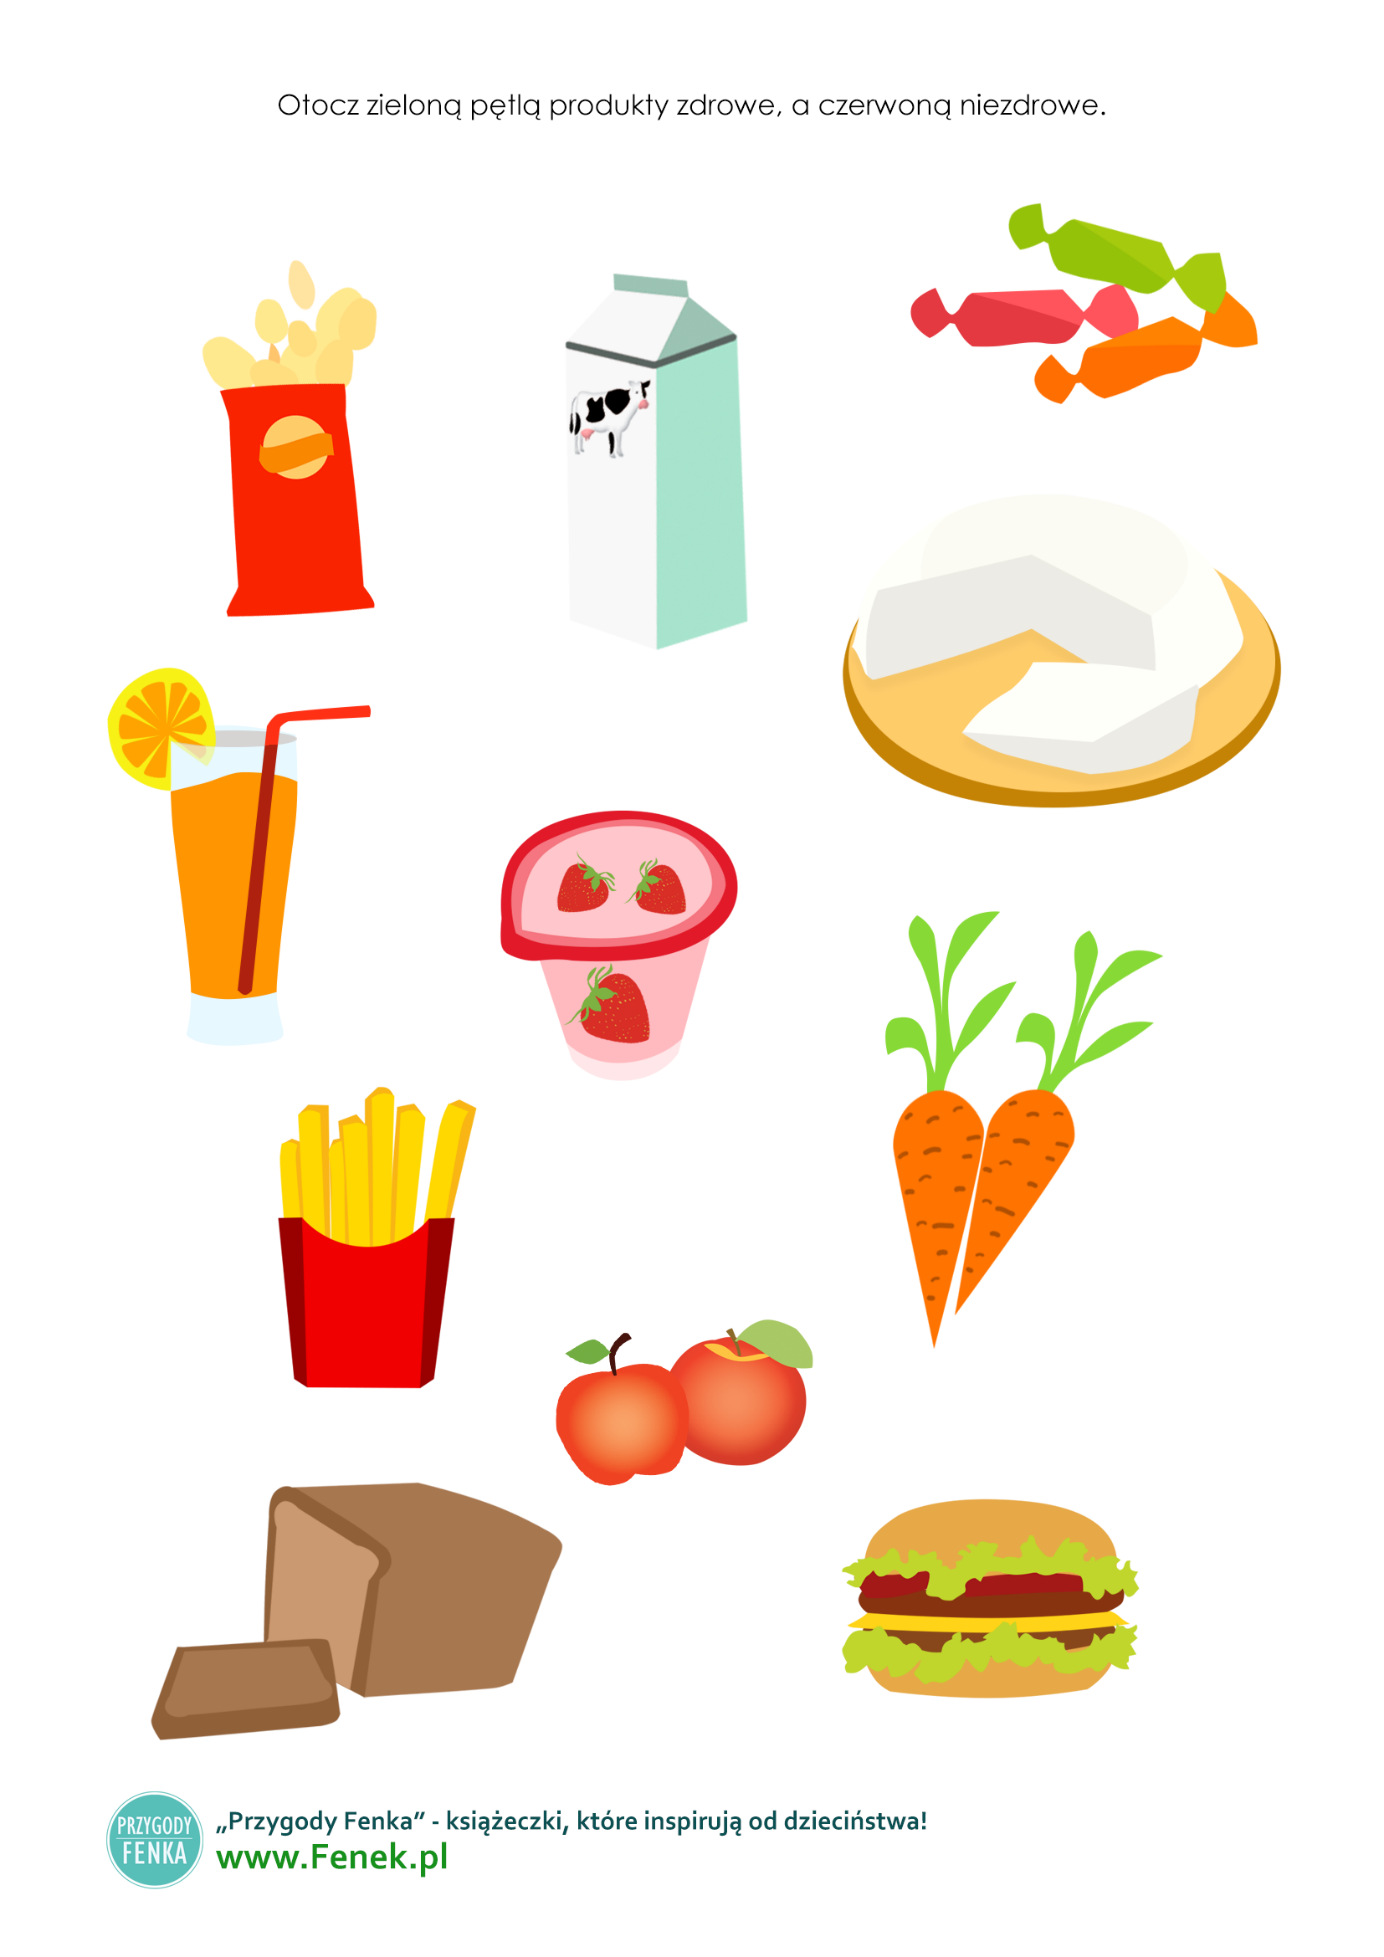 Otocz zieloną pętlą produkty zdrowe, a czerwoną niezdrowe.
PRZYGODY
FENKA
„Przygody Fenka” - książeczki, które inspirują od dzieciństwa!
www.Fenek.pl